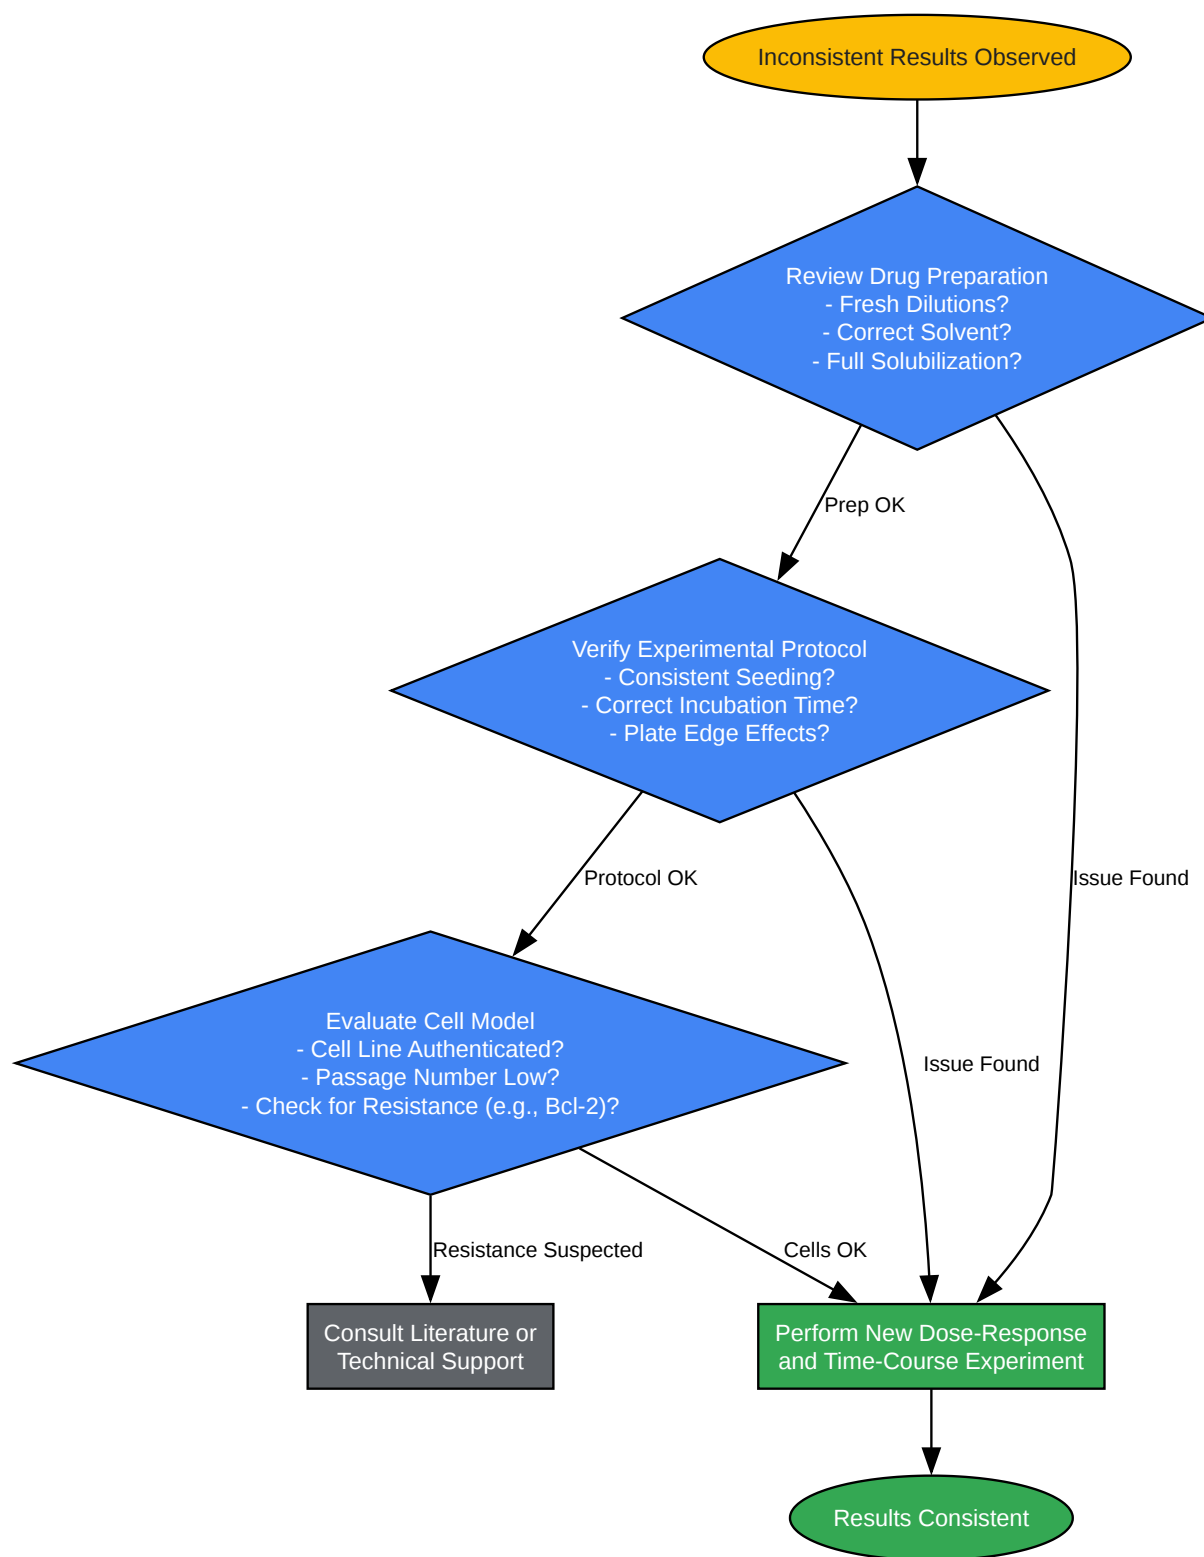 Inconsistent Results Observed
Review Drug Preparation
- Fresh Dilutions?
- Correct Solvent?
- Full Solubilization?
Prep OK
Verify Experimental Protocol
- Consistent Seeding?
- Correct Incubation Time?
- Plate Edge Effects?
Protocol OK
Issue Found
Evaluate Cell Model
- Cell Line Authenticated?
- Passage Number Low?
- Check for Resistance (e.g., Bcl-2)?
Issue Found
Resistance Suspected
Cells OK
Consult Literature or
Technical Support
Perform New Dose-Response
and Time-Course Experiment
Results Consistent